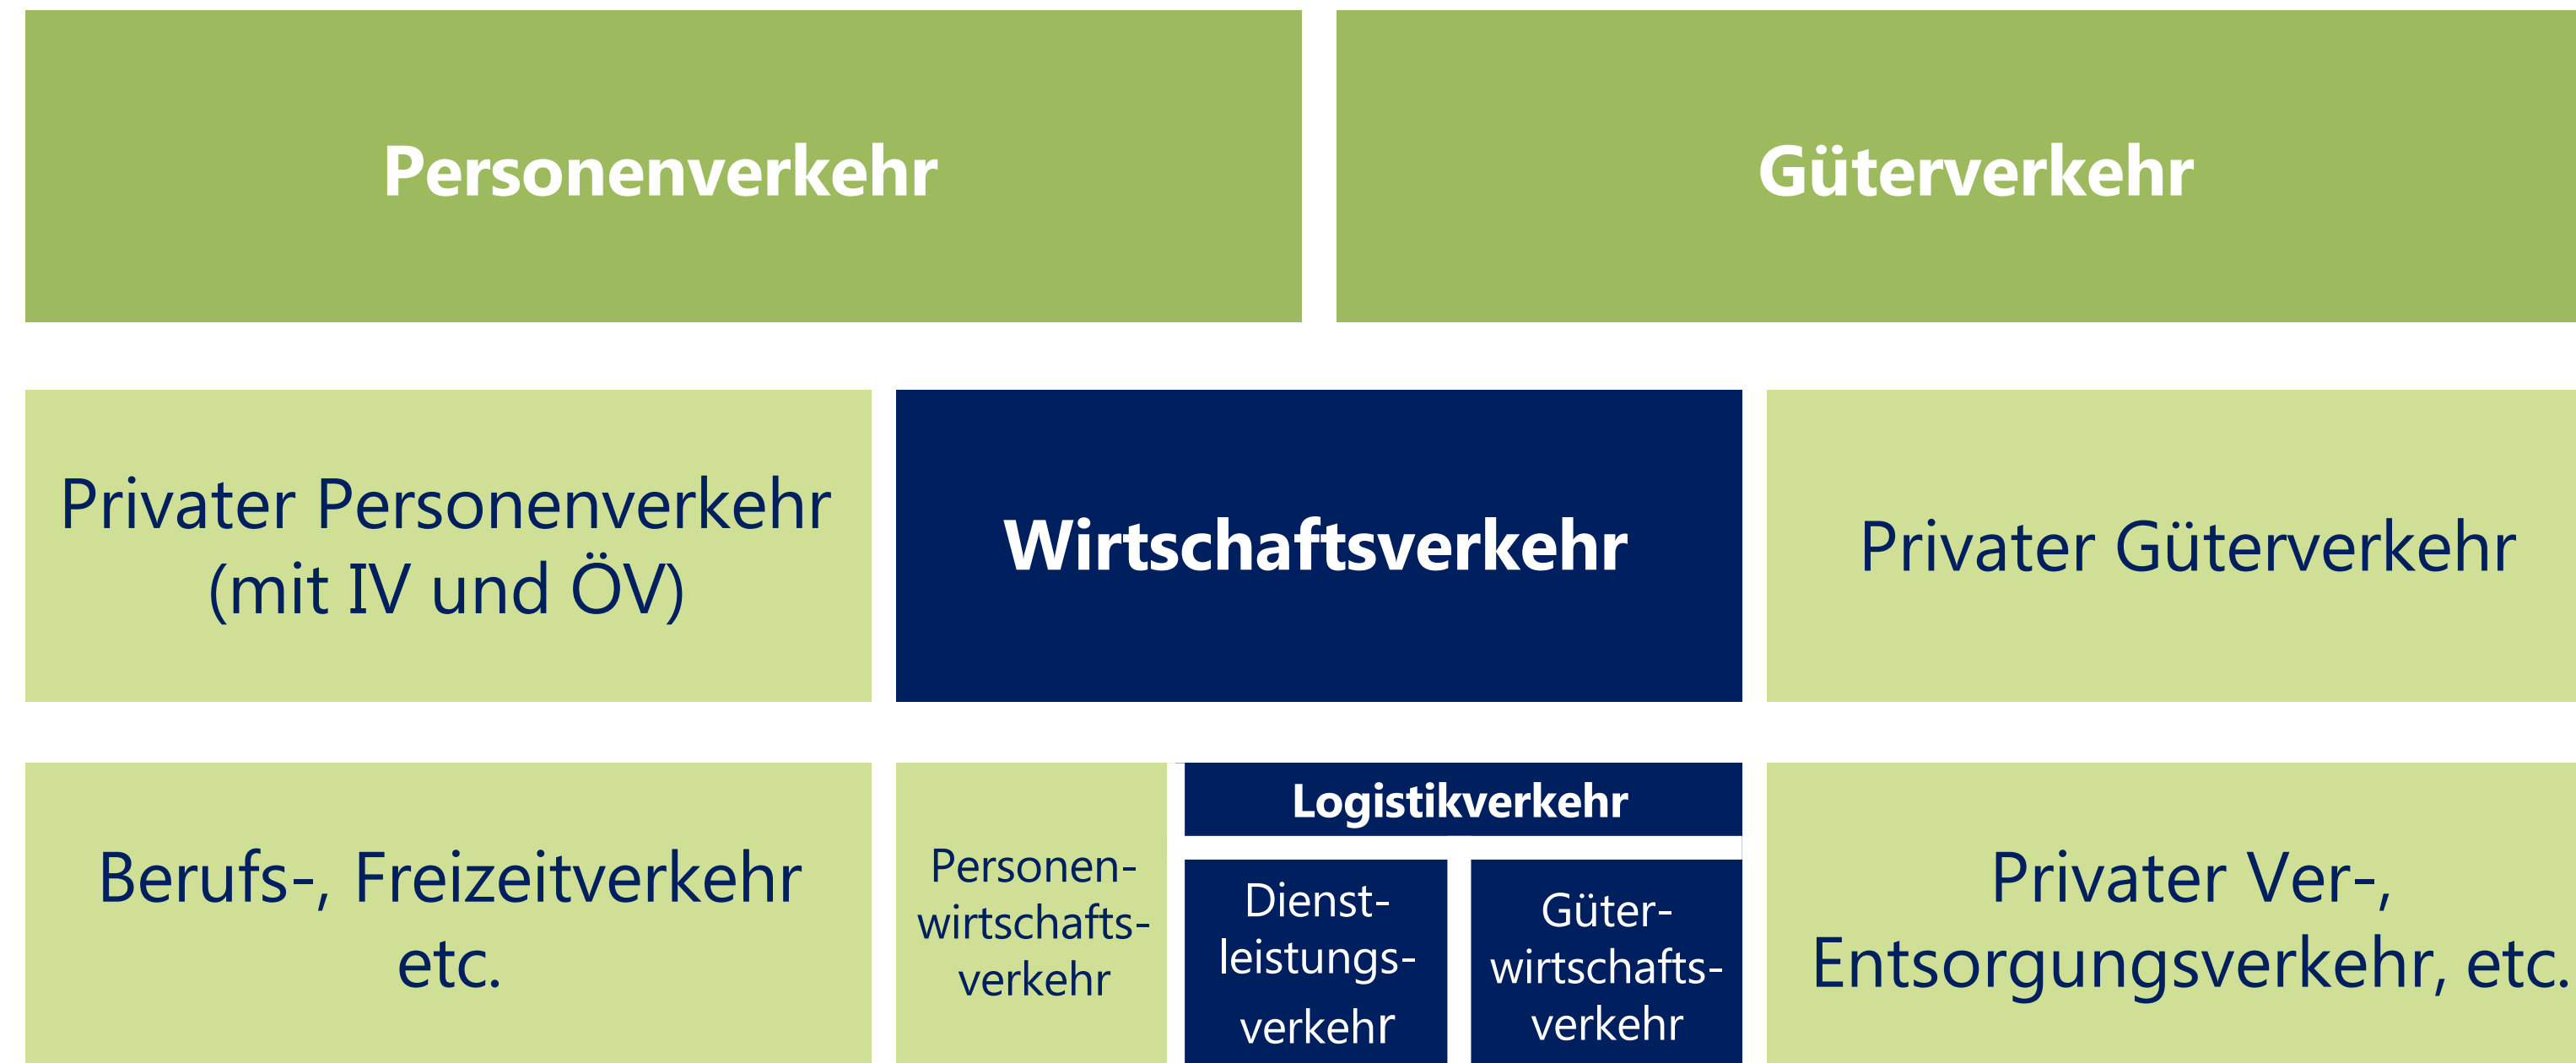 Personenverkehr
Güterverkehr
Privater Personenverkehr
(mit IV und ÖV)
Wirtschaftsverkehr
Privater Güterverkehr
Berufs-, Freizeitverkehr
etc.
Personen-
wirtschafts-
verkehr
Logistikverkehr
Dienst-
leistungs-
verkehr
Güter-
wirtschafts-
verkehr
Privater Ver-,
Entsorgungsverkehr, etc.